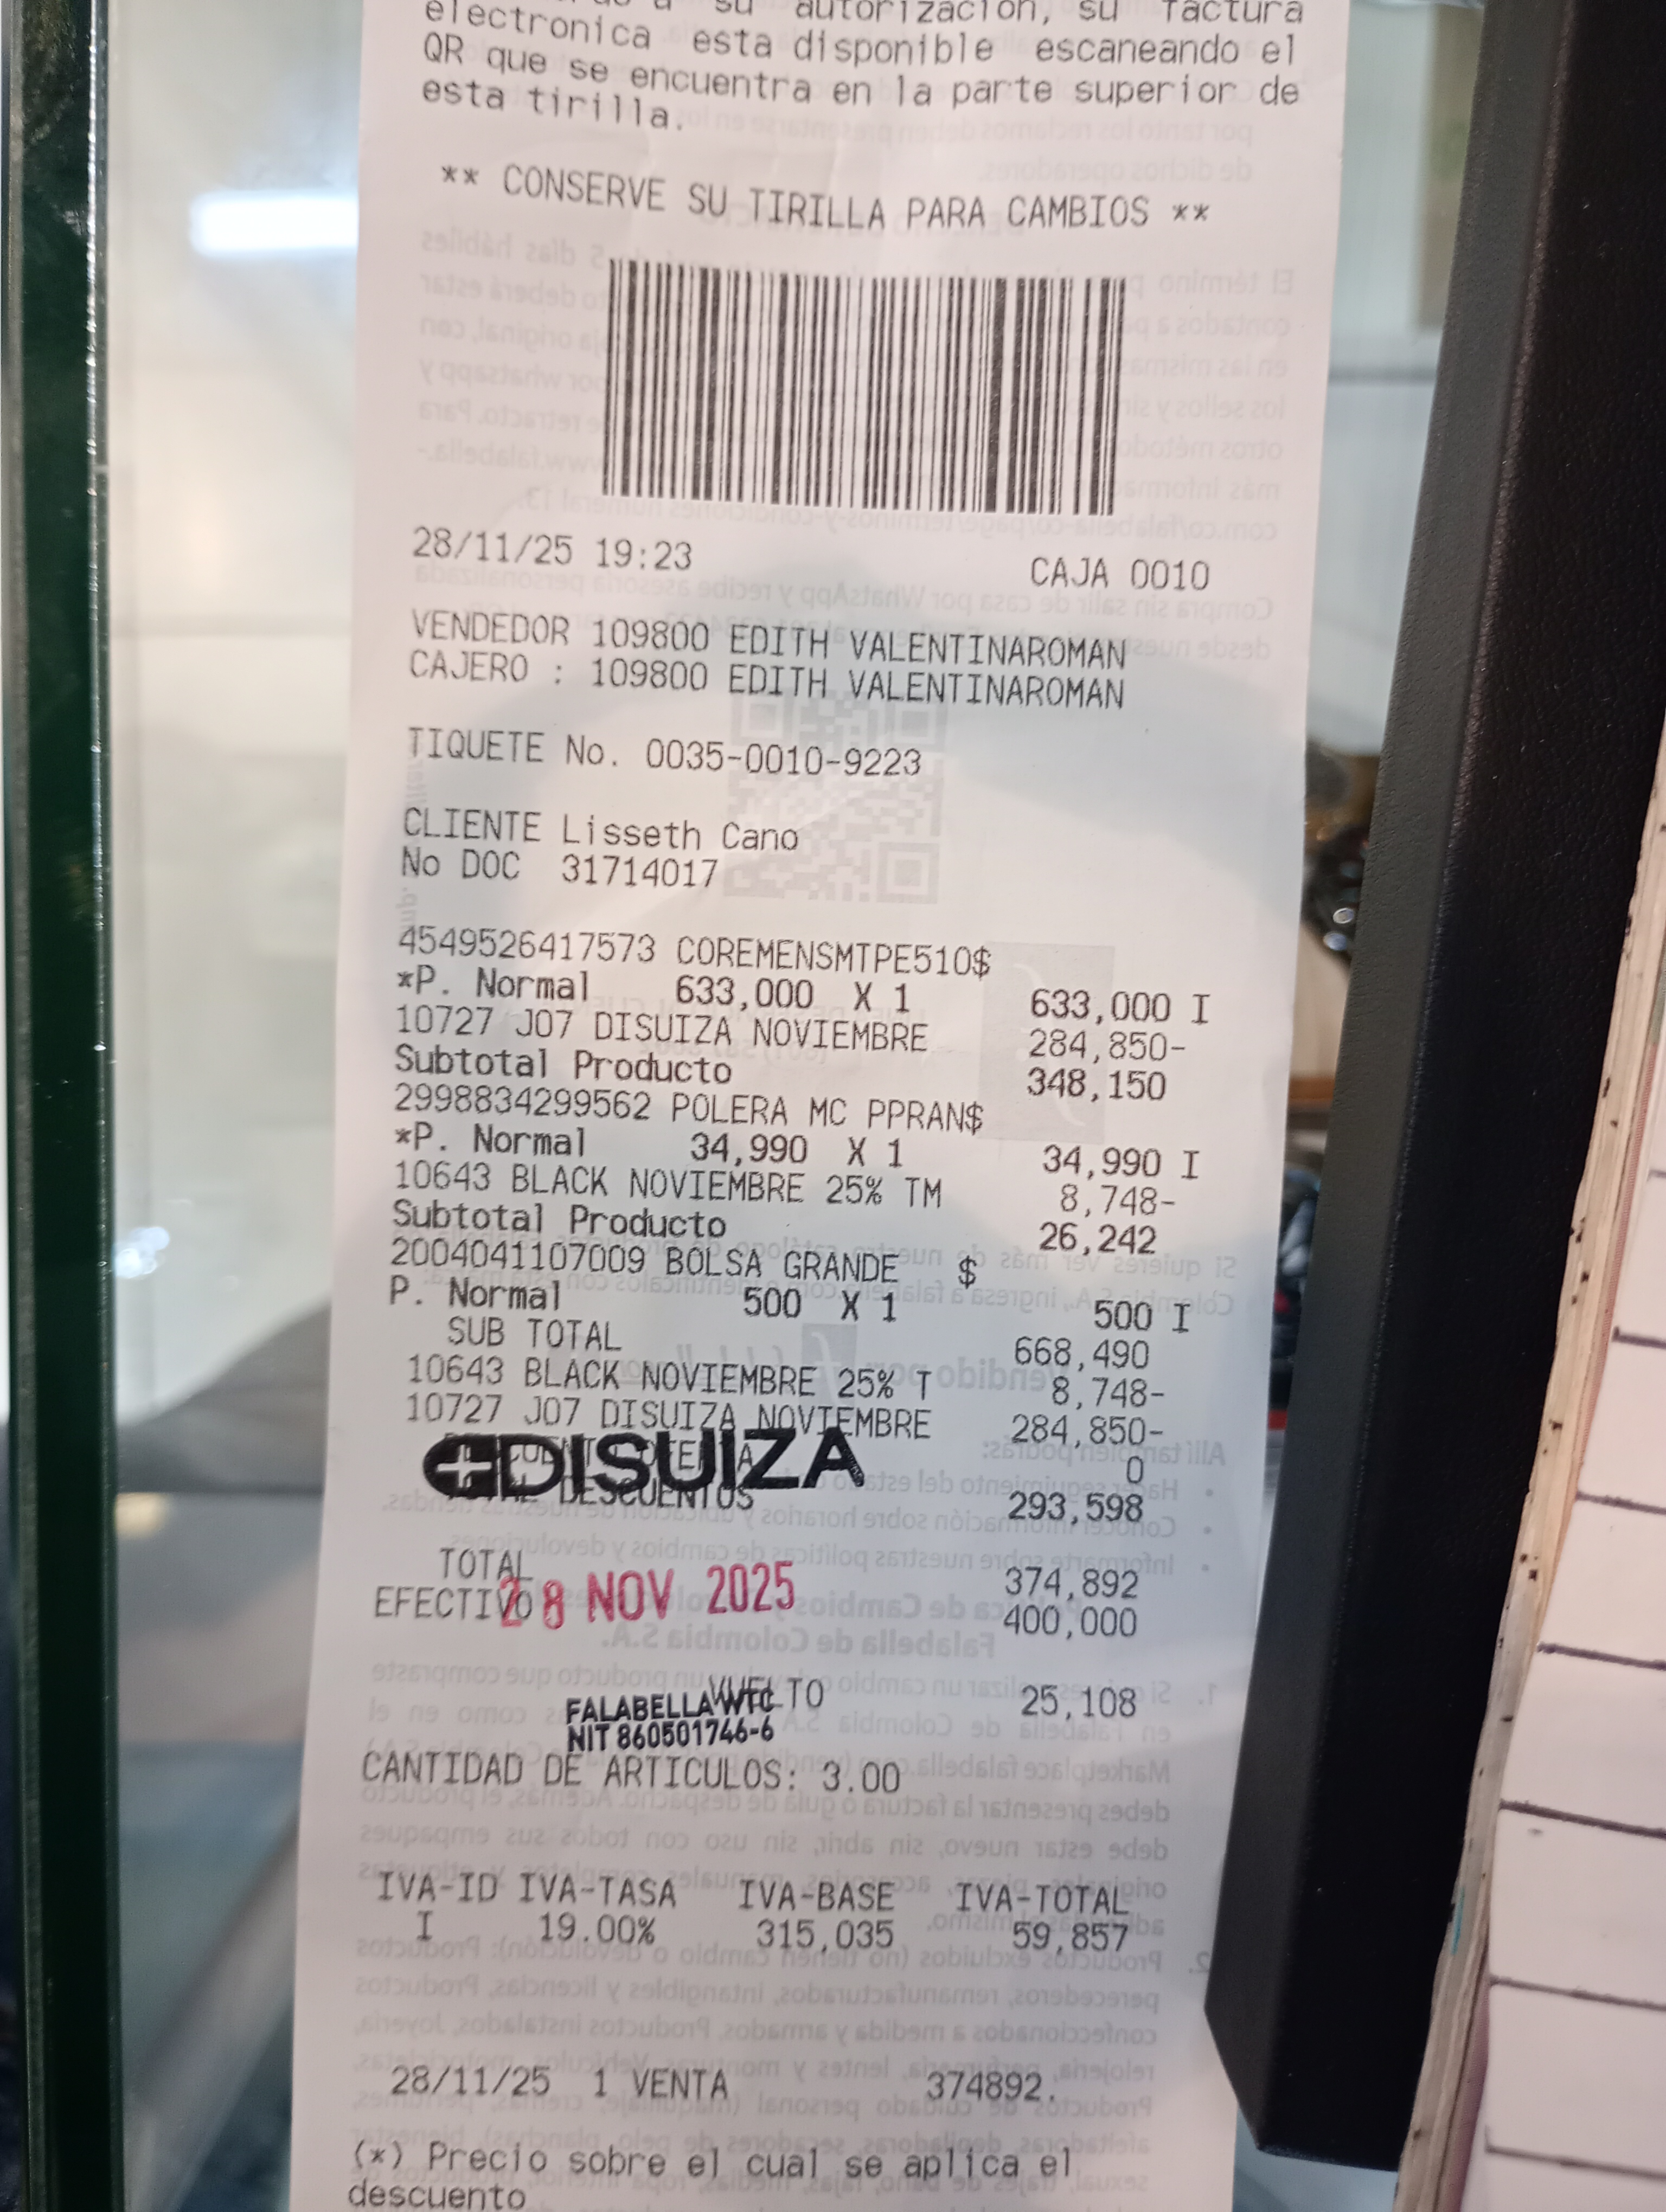 su autorización, su factura
electronica esta disponible escaneando el
QR que se encuentra en la parte superior de
esta tirilla.
** CONSERVE SU TIRILLA PARA CAMBIOS **
28/11/25 19:23 CAJA 0010
VENDEDOR 109800 EDITH VALENTINAROMAN
CAJERO : 109800 EDITH VALENTINAROMAN
TIQUETE No. 0035-0010-9223
CLIENTE Lisseth Cano
No DOC 31714017
4549526417573 COREMENSMTPE510$
*P. Normal 633,000 X 1 633,000 I
10727 J07 DISUIZA NOVIEMBRE 284,850-
Subtotal Producto 348,150
2998834299562 POLERA MC PPRAN$
*P. Normal 34,990 X 1 34,990 I
10643 BLACK NOVIEMBRE 25% TM 8,748-
Subtotal Producto 26,242
2004041107009 BOLSA GRANDE $
P. Normal 500 X 1 500 I
SUB TOTAL 668,490
10643 BLACK NOVIEMBRE 25% T 8,748-
10727 J07 DISUIZA NOVIEMBRE 284,850-
0
DISUIZA
DESCUENTOS 293,598
TOTAL 374,892
EFECTIVO 400,000
28 NOV 2025
VUELTO 25,108
FALABELLA WTC
NIT 860501746-6
CANTIDAD DE ARTICULOS: 3.00
IVA-ID IVA-TASA IVA-BASE IVA-TOTAL
I 19.00% 315,035 59,857
28/11/25 1 VENTA 374892.
(*) Precio sobre el cual se aplica el
descuento